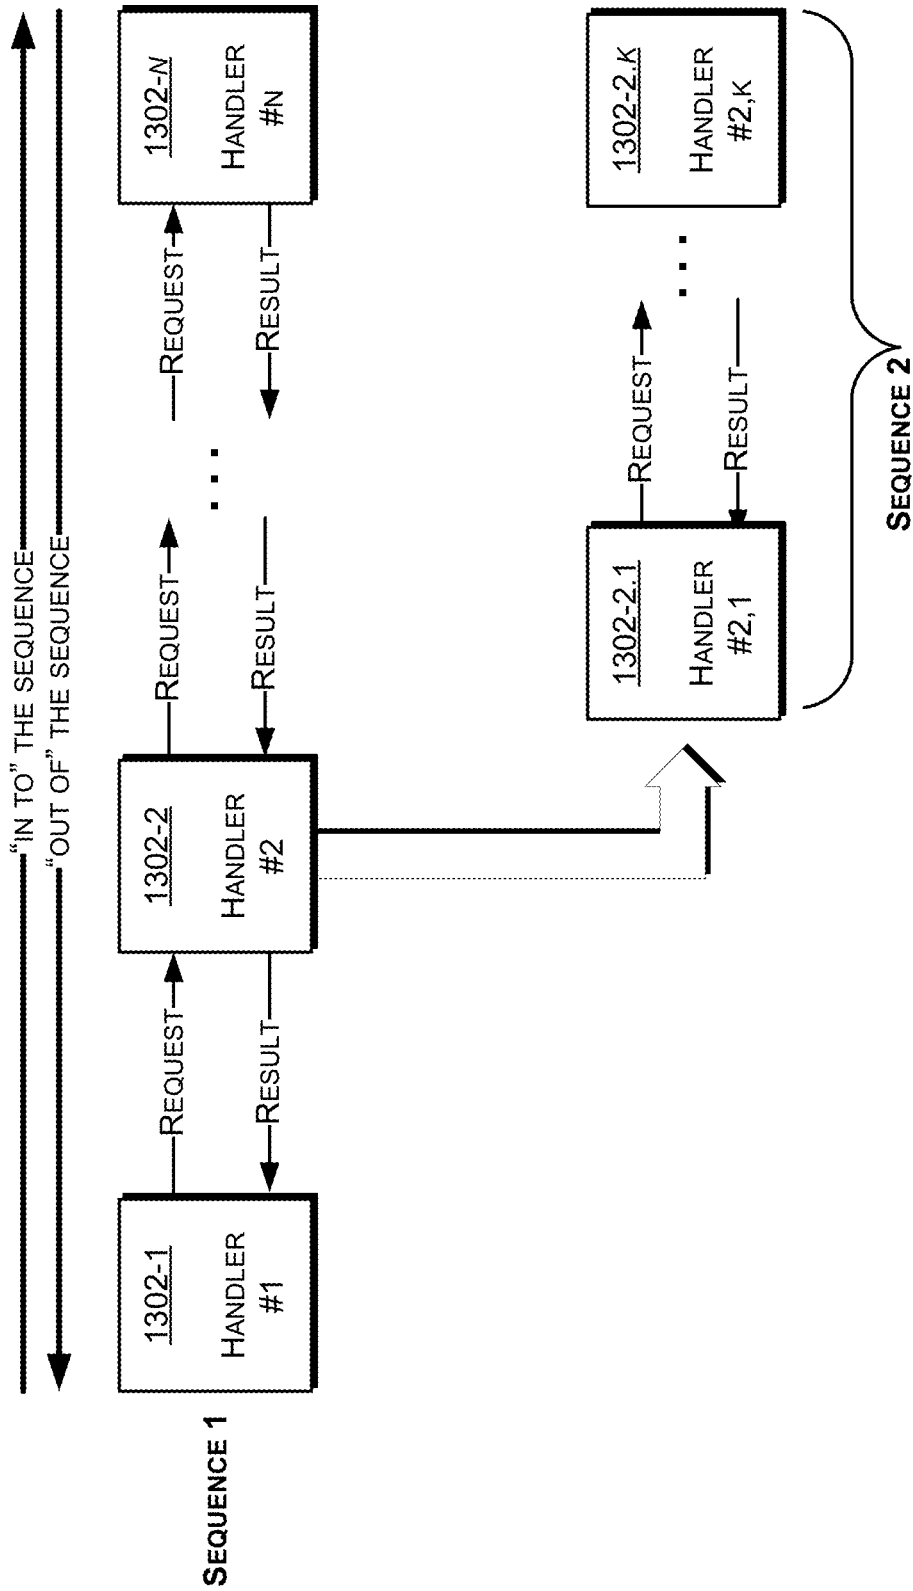 “IN TO” THE SEQUENCE
“OUT OF” THE SEQUENCE
SEQUENCE 1
1302-1
HANDLER
#1
REQUEST
RESULT
1302-2
HANDLER
#2
REQUEST
RESULT
...
REQUEST
RESULT
1302-N
HANDLER
#N
1302-2.1
HANDLER
#2,1
REQUEST
RESULT
...
1302-2.K
HANDLER
#2,K
SEQUENCE 2